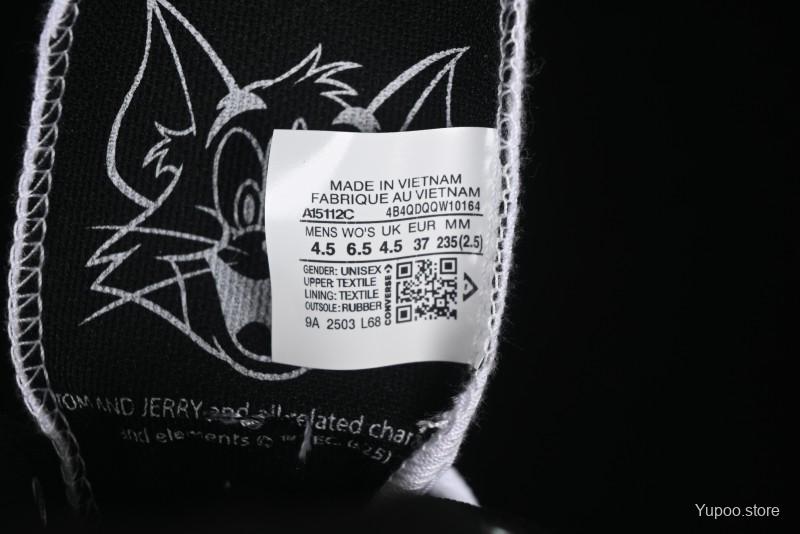 MADE IN VIETNAM
FABRIQUE AU VIETNAM
A15112C 4B4QDQQW10164
MENS WO'S UK EUR MM
4.5 6.5 4.5 37 235(2.5)
GENDER: UNISEX
UPPER: TEXTILE
LINING: TEXTILE
OUTSOLE: RUBBER
9A 2503 L68
CONVERSE
TOM AND JERRY and all related
and elements © ™
Yupoo.store